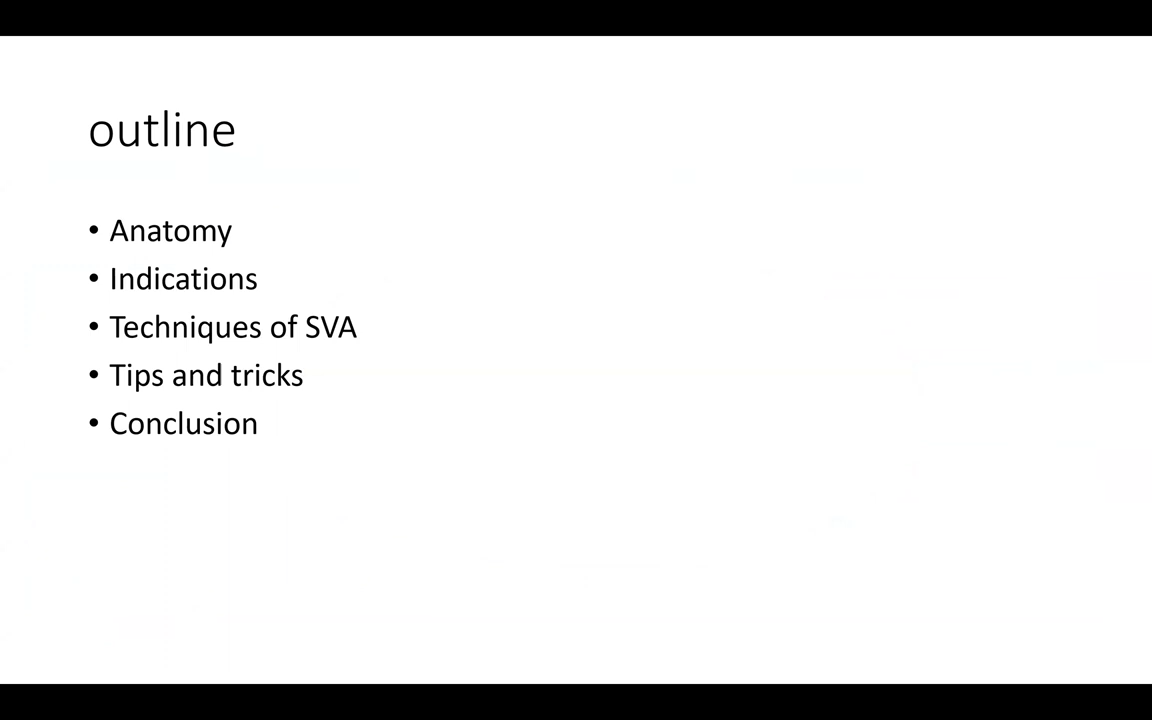 outline
• Anatomy
• Indications
• Techniques of SVA
• Tips and tricks
• Conclusion